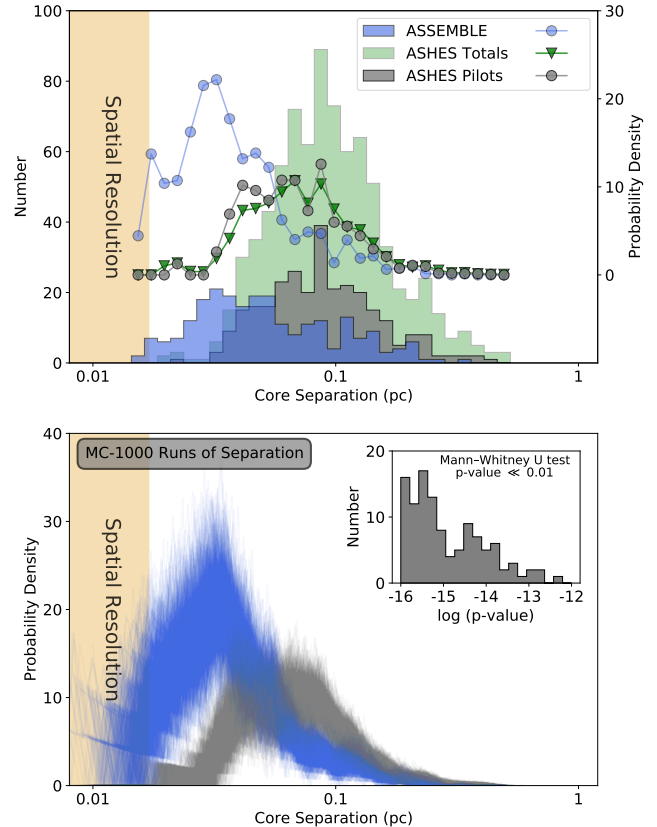 100
80
60
40
20
0
Number
30
20
10
0
Probability Density
ASSEMBLE
ASHES Totals
ASHES Pilots
Spatial Resolution
0.01
0.1
1
Core Separation (pc)
40
30
20
10
0
Probability Density
MC-1000 Runs of Separation
Spatial Resolution
20
10
0
Number
Mann–Whitney U test
p-value ≪ 0.01
-16
-15
-14
-13
-12
log (p-value)
0.01
0.1
1
Core Separation (pc)